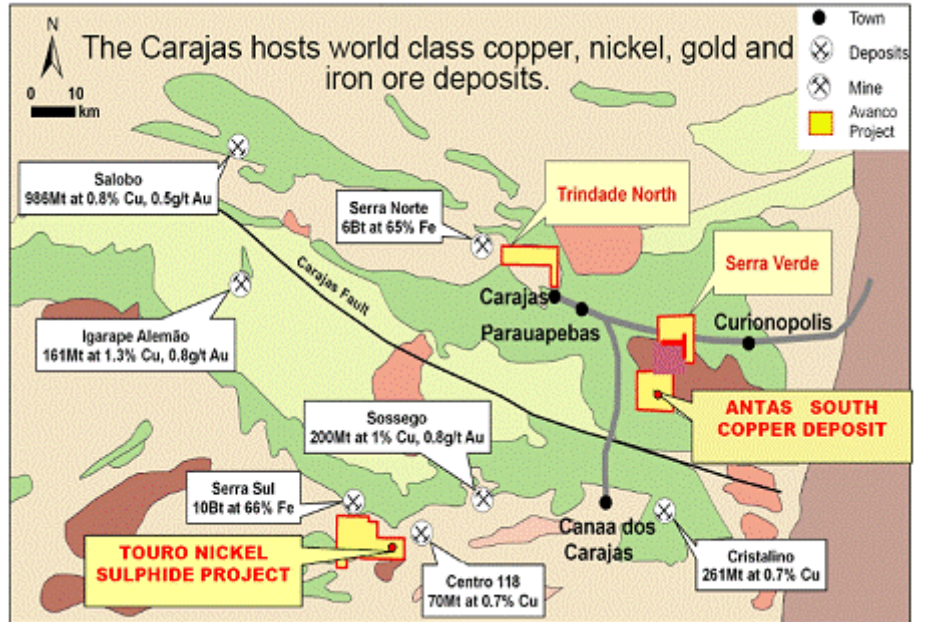 N
The Carajas hosts world class copper, nickel, gold and
iron ore deposits.
0 10
km
Town
Deposits
Mine
Avanco
Project
Salobo
986Mt at 0.8% Cu, 0.5g/t Au
Serra Norte
6Bt at 65% Fe
Trindade North
Serra Verde
Carajas Fault
Carajas
Parauapebas
Curionopolis
Igarape Alemão
161Mt at 1.3% Cu, 0.8g/t Au
Sossego
200Mt at 1% Cu, 0.8g/t Au
ANTAS SOUTH
COPPER DEPOSIT
Serra Sul
10Bt at 66% Fe
TOURO NICKEL
SULPHIDE PROJECT
Centro 118
70Mt at 0.7% Cu
Canaa dos
Carajas
Cristalino
261Mt at 0.7% Cu